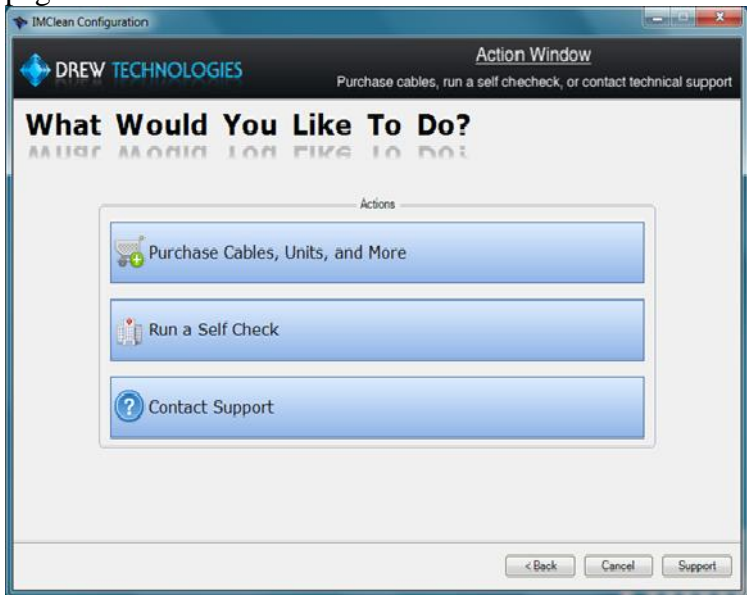 IMClean Configuration
DREW TECHNOLOGIES
Action Window
Purchase cables, run a self checheck, or contact technical support
What Would You Like To Do?
Actions
Purchase Cables, Units, and More
Run a Self Check
Contact Support
< Back
Cancel
Support